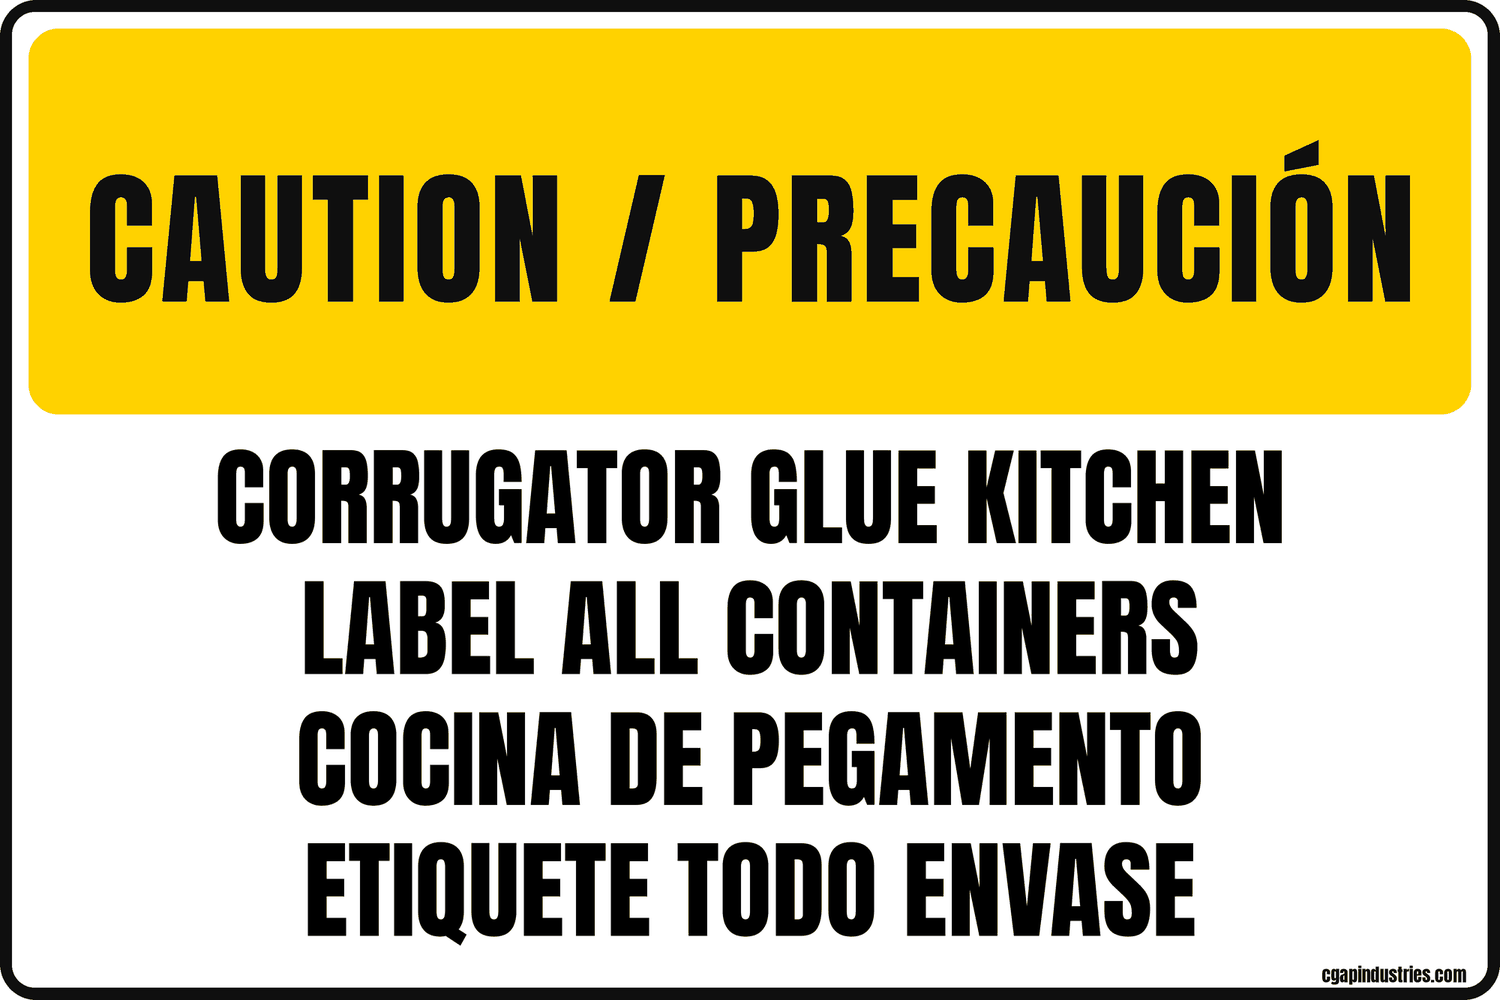 CAUTION / PRECAUCIÓN
CORRUGATOR GLUE KITCHEN
LABEL ALL CONTAINERS
COCINA DE PEGAMENTO
ETIQUETE TODO ENVASE
cgapindustries.com